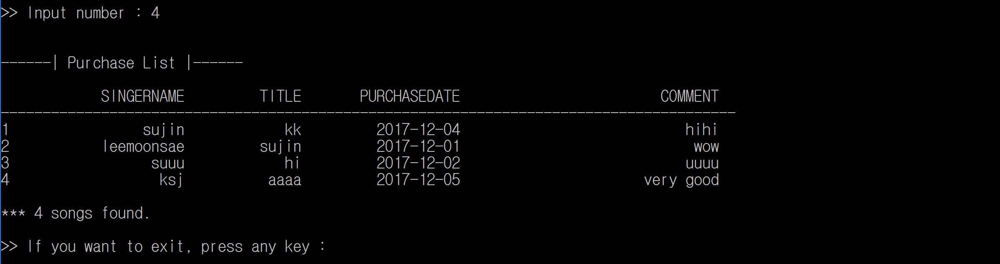 >> Input number : 4
------| Purchase List |------
SINGERNAME TITLE PURCHASEDATE COMMENT
----------------------------------------------------------------------------------------
1 sujin kk 2017-12-04 hihi
2 leemoonsae sujin 2017-12-01 wow
3 suuu hi 2017-12-02 uuuu
4 ksj aaaa 2017-12-05 very good
*** 4 songs found.
>> If you want to exit, press any key :